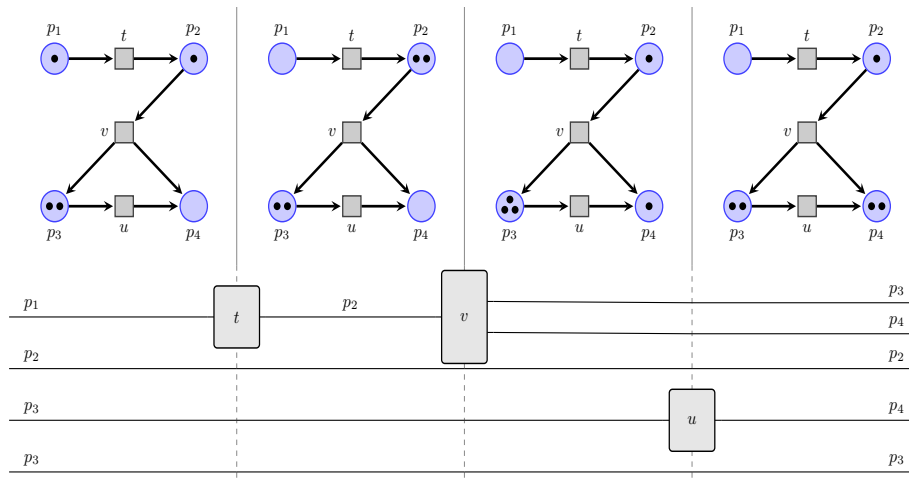 p1 t p2 p1 t p2 p1 t p2 p1 t p2
v v v v
p3 u p4 p3 u p4 p3 u p4 p3 u p4
p1 t p2 v p3
p4
p2 p2
p3 u p4
p3 p3